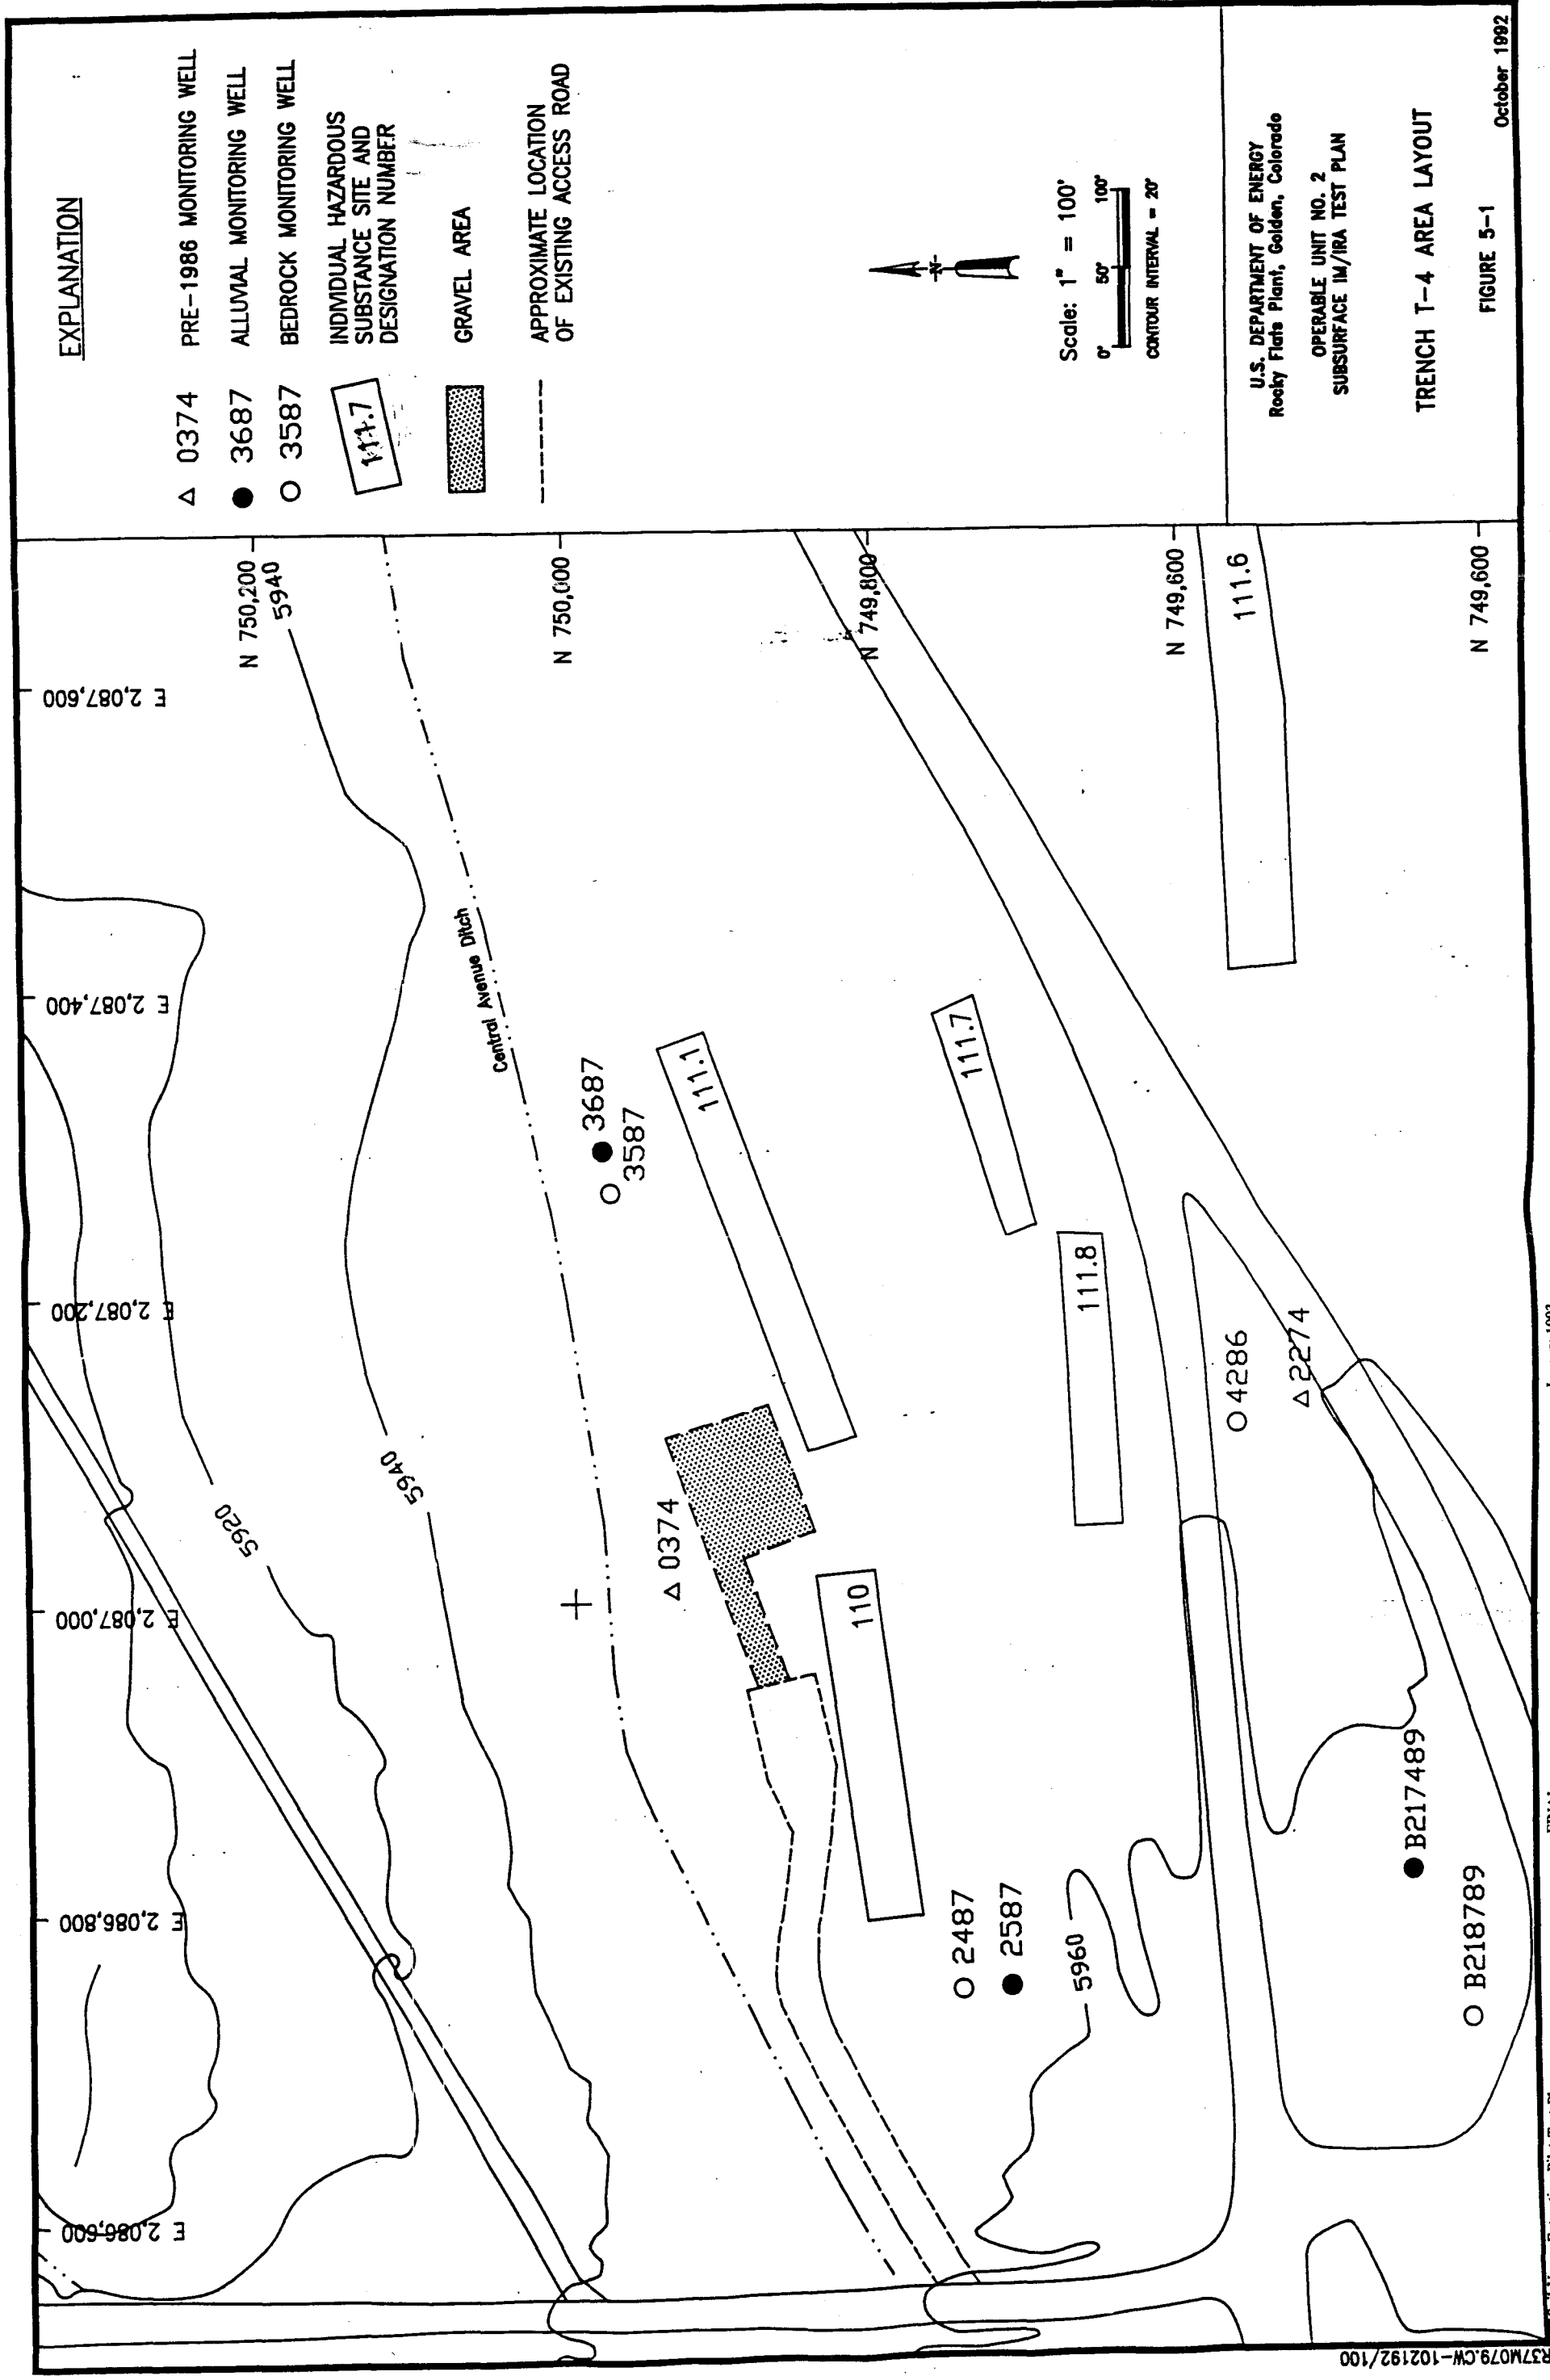 E 2,086,600
E 2,086,800
E 2,087,000
E 2,087,200
E 2,087,400
E 2,087,600
N 750,200
5940
N 750,000
N 749,800
N 749,600
N 749,600
5920
5940
Central Avenue Ditch
3687
3587
0374
111.1
111.7
111.8
111.6
110
2487
2587
5960
4286
2274
B217489
B218789
EXPLANATION
0374 PRE-1986 MONITORING WELL
3687 ALLUVIAL MONITORING WELL
3587 BEDROCK MONITORING WELL
111.7
INDIVIDUAL HAZARDOUS
SUBSTANCE SITE AND
DESIGNATION NUMBER
GRAVEL AREA
APPROXIMATE LOCATION
OF EXISTING ACCESS ROAD
N
Scale: 1" = 100'
0' 50' 100'
CONTOUR INTERVAL = 20'
U.S. DEPARTMENT OF ENERGY
Rocky Flats Plant, Golden, Colorado
OPERABLE UNIT NO. 2
SUBSURFACE IM/IRA TEST PLAN
TRENCH T-4 AREA LAYOUT
FIGURE 5-1
October 1992
R37M079.CW-102192/100